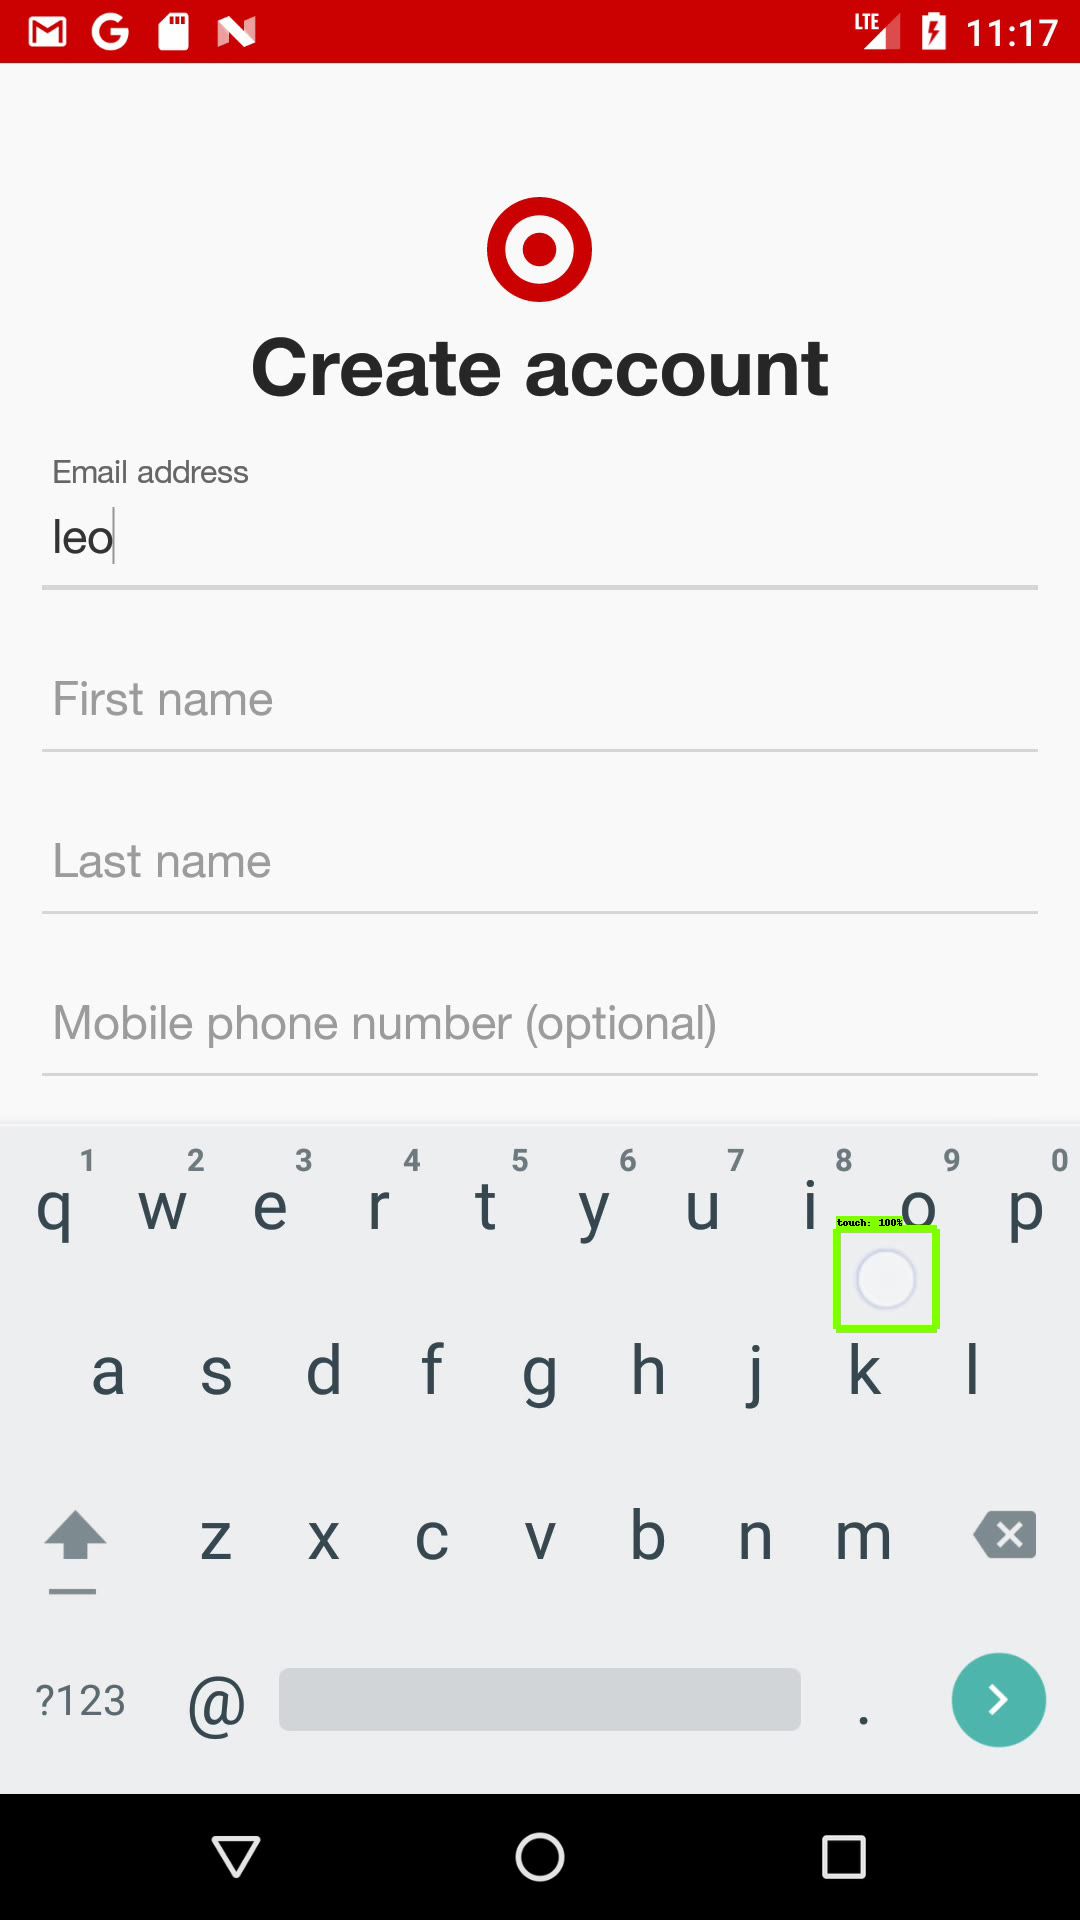 LTE 11:17
Create account
Email address
leo
First name
Last name
Mobile phone number (optional)
1 2 3 4 5 6 7 8 9 0
q w e r t y u i o p
touch: 100%
a s d f g h j k l
z x c v b n m
?123 @ .